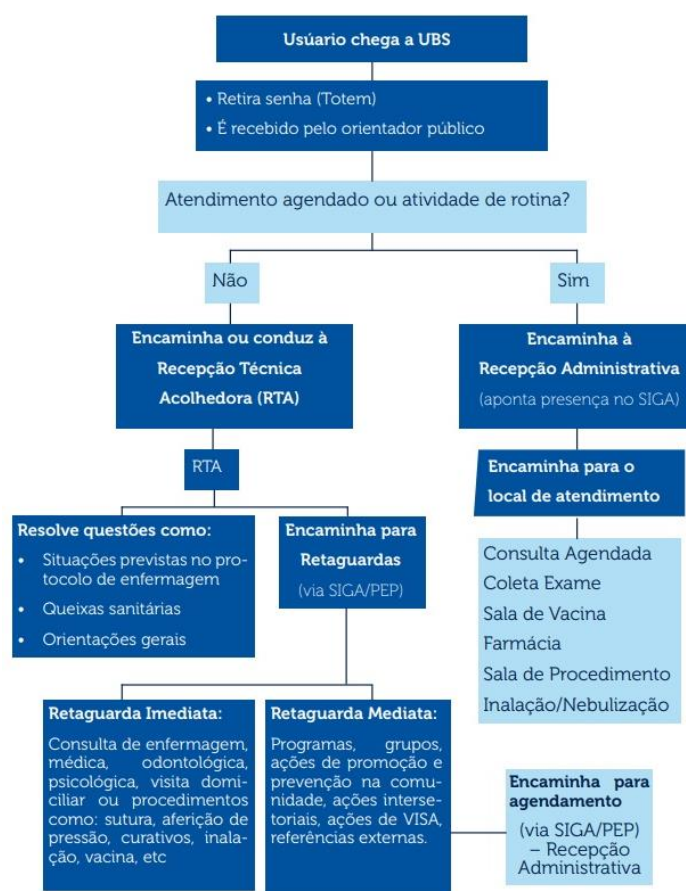 Usúario chega a UBS
• Retira senha (Totem)
• É recebido pelo orientador público
Atendimento agendado ou atividade de rotina?
Não
Sim
Encaminha ou conduz à
Recepção Técnica
Acolhedora (RTA)
Encaminha à
Recepção Administrativa
(aponta presença no SIGA)
RTA
Encaminha para o
local de atendimento
Resolve questões como:
• Situações previstas no pro-
tocolo de enfermagem
• Queixas sanitárias
• Orientações gerais
Encaminha para
Retaguardas
(via SIGA/PEP)
Consulta Agendada
Coleta Exame
Sala de Vacina
Farmácia
Sala de Procedimento
Inalação/Nebulização
Retaguarda Imediata:
Consulta de enfermagem,
médica, odontológica,
psicológica, visita domi-
ciliar ou procedimentos
como: sutura, aferição de
pressão, curativos, inala-
ção, vacina, etc
Retaguarda Mediata:
Programas, grupos,
ações de promoção e
prevenção na comu-
nidade, ações interse-
toriais, ações de VISA,
referências externas.
Encaminha para
agendamento
(via SIGA/PEP)
– Recepção
Administrativa